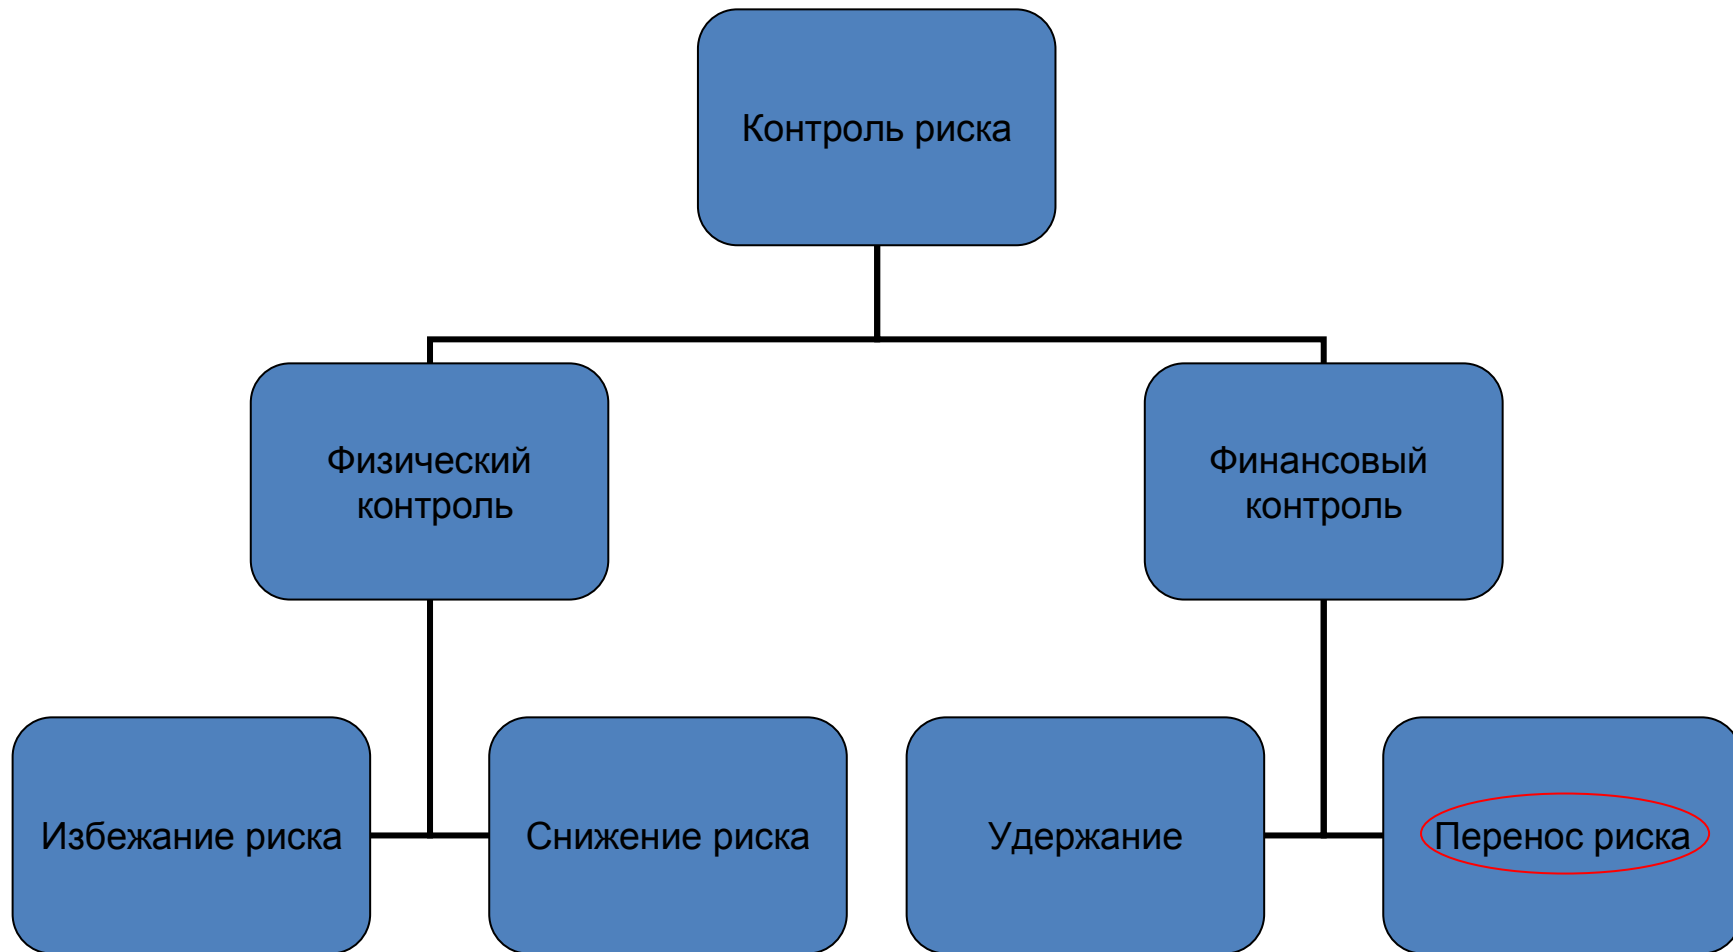 Контроль риска
Физический
контроль
Финансовый
контроль
Избежание риска
Снижение риска
Удержание
Перенос риска